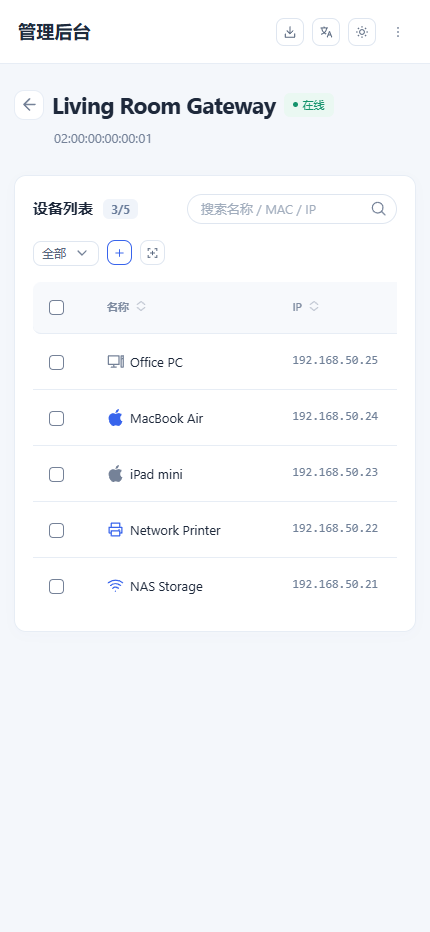 管理后台
Living Room Gateway
在线
02:00:00:00:00:01
设备列表 3/5
搜索名称 / MAC / IP
全部
名称 IP
Office PC 192.168.50.25
MacBook Air 192.168.50.24
iPad mini 192.168.50.23
Network Printer 192.168.50.22
NAS Storage 192.168.50.21